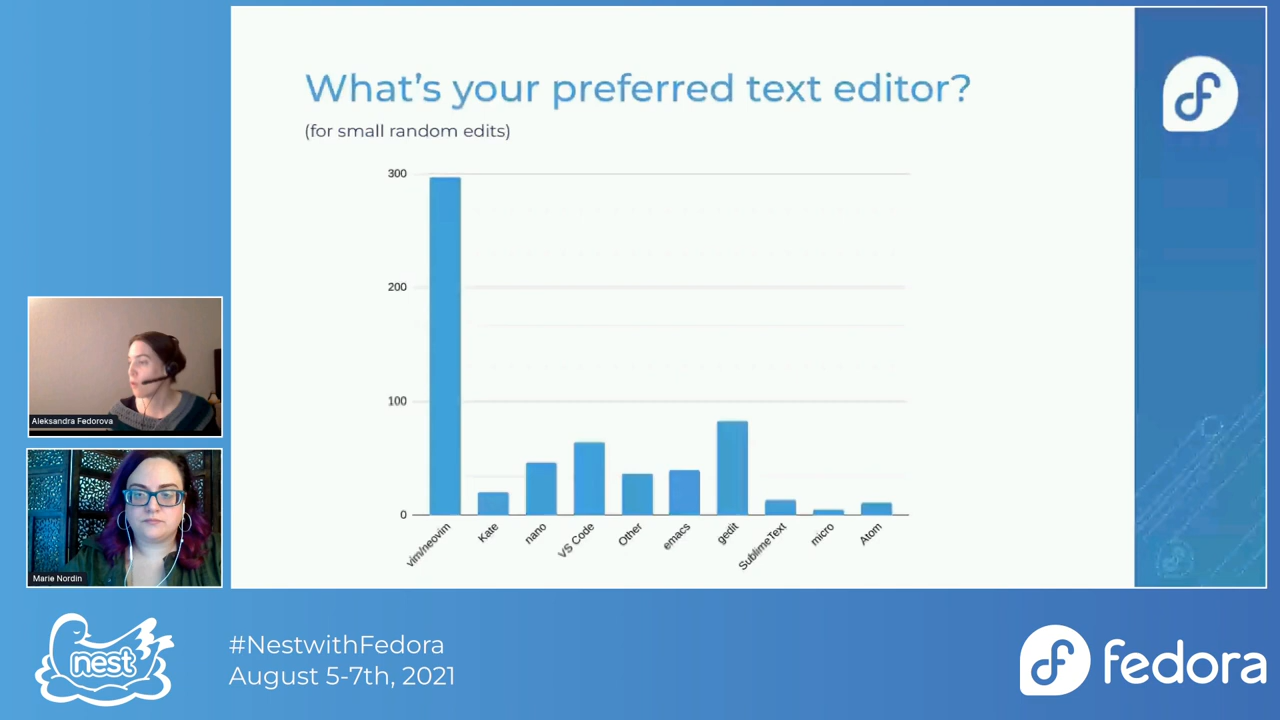 What's your preferred text editor?
(for small random edits)
300
200
100
0
vim/neovim
Kate
nano
VS Code
Other
emacs
gedit
SublimeText
micro
Atom
Aleksandra Fedorova
Marie Nordin
nest
#NestwithFedora
August 5-7th, 2021
fedora